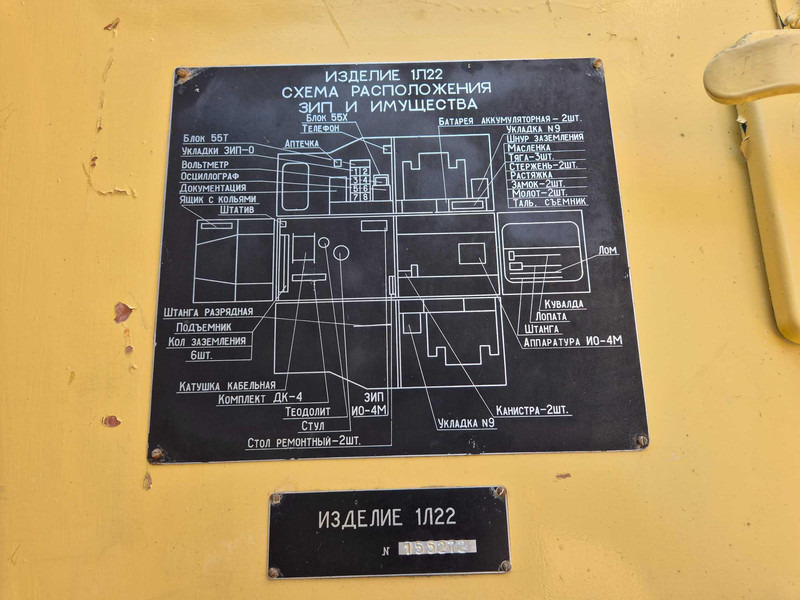 ИЗДЕЛИЕ 1Л22
СХЕМА РАСПОЛОЖЕНИЯ
ЗИП И ИМУЩЕСТВА
Блок 55Х
Телефон
Аптечка
Блок 55Т
Укладки ЗИП-О
Вольтметр
Осциллограф
Документация
Ящик с кольями
Штатив
1 2
3 4
5 6
7 8
Батарея аккумуляторная-2шт.
Укладка N9
Шнур заземления
Масленка
Тяга-3шт.
Стержень-2шт.
Растяжка
Замок-2шт.
Молот-2шт.
Таль, съемник
Лом
Кувалда
Лопата
Штанга
Аппаратура ИО-4М
Штанга разрядная
Подъемник
Кол заземления
6шт.
Катушка кабельная
Комплект ДК-4
Теодолит
Стул
Стол ремонтный-2шт.
ЗИП
ИО-4М
Канистра-2шт.
Укладка N9
ИЗДЕЛИЕ 1Л22
N